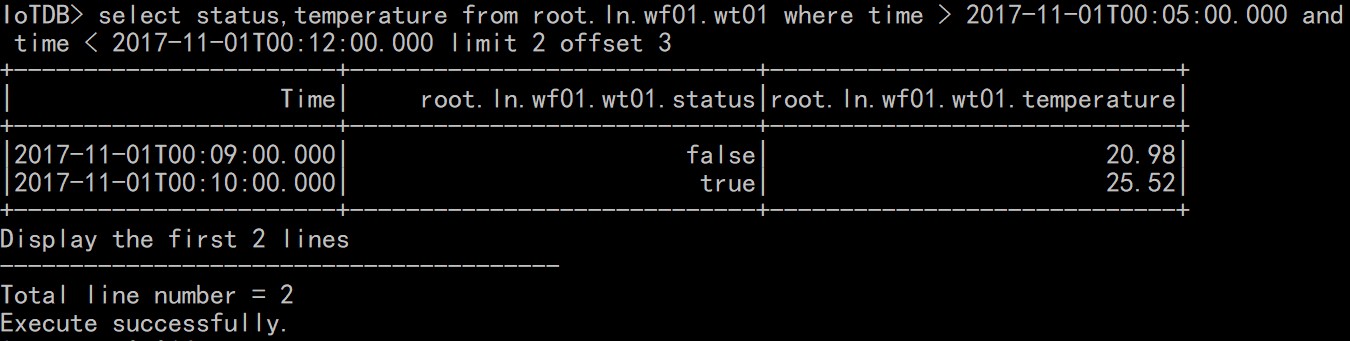 IoTDB> select status,temperature from root.ln.wf01.wt01 where time > 2017-11-01T00:05:00.000 and
 time < 2017-11-01T00:12:00.000 limit 2 offset 3
+-----------------------+------------------------------+------------------------------+
|                   Time|      root.ln.wf01.wt01.status|root.ln.wf01.wt01.temperature|
+-----------------------+------------------------------+------------------------------+
|2017-11-01T00:09:00.000|                         false|                         20.98|
|2017-11-01T00:10:00.000|                          true|                         25.52|
+-----------------------+------------------------------+------------------------------+
Display the first 2 lines
----------------------------------------
Total line number = 2
Execute successfully.